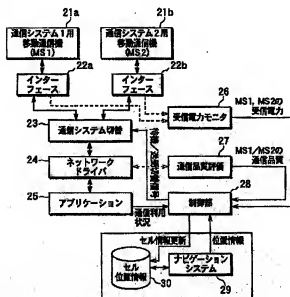 21a
21b
通信システム1用
移動通信機
(MS1)
通信システム2用
移動通信機
(MS2)
インター
フェース
22a
インター
フェース
22b
26
受信電力モニタ
MS1, MS2の
受信電力
23
通信システム切替
27
24
ネットワーク
ドライバ
通信品質評価
MS1/MS2の
通信品質
28
25
アプリケーション
制御部
通信利用
状況
セル情報更新
位置情報
セル
位置情報
ナビゲーション
システム
30
29